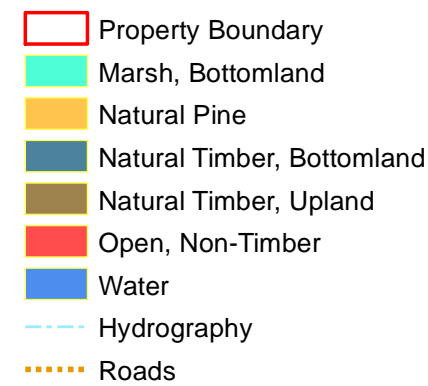 Property Boundary
Marsh, Bottomland
Natural Pine
Natural Timber, Bottomland
Natural Timber, Upland
Open, Non-Timber
Water
Hydrography
Roads